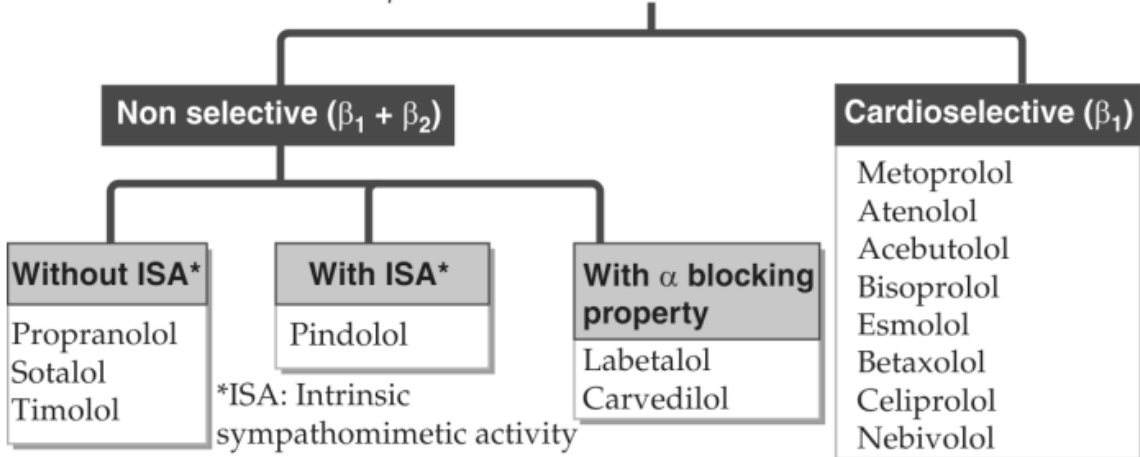 Non selective (β₁ + β₂)
Cardioselective (β₁)
Without ISA*
Propranolol
Sotalol
Timolol
With ISA*
Pindolol
*ISA: Intrinsic
sympathomimetic activity
With α blocking
property
Labetalol
Carvedilol
Metoprolol
Atenolol
Acebutolol
Bisoprolol
Esmolol
Betaxolol
Celiprolol
Nebivolol